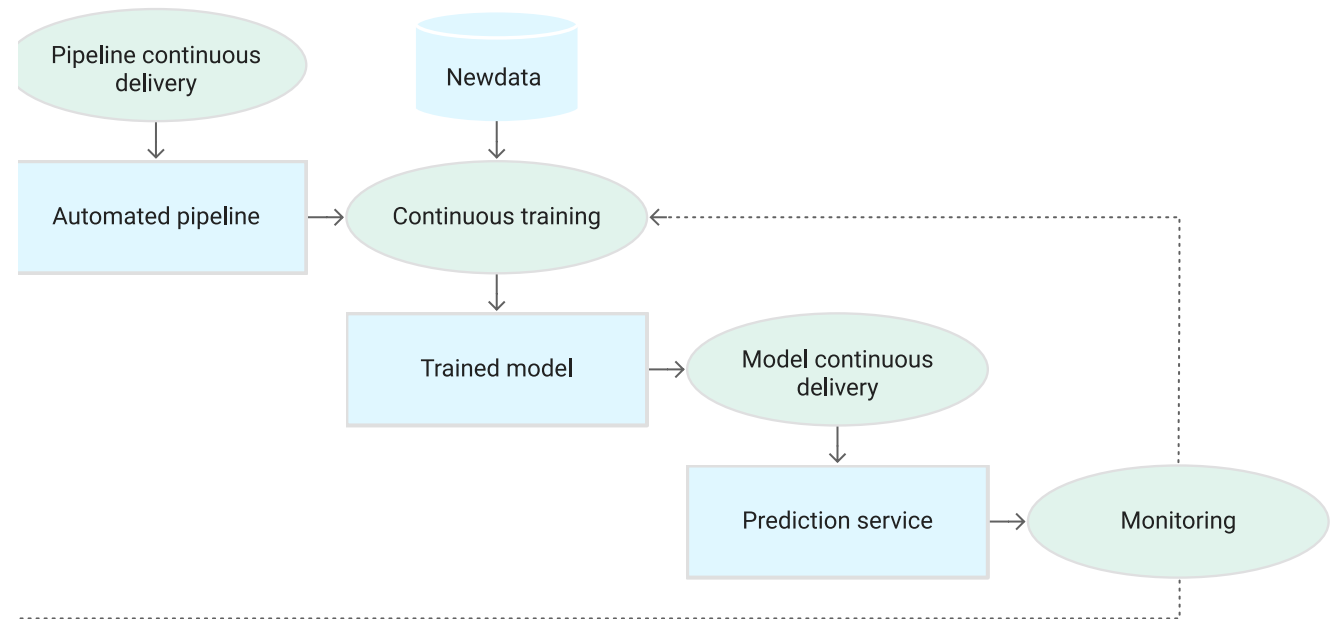 Pipeline continuous
delivery
Newdata
Automated pipeline
Continuous training
Trained model
Model continuous
delivery
Prediction service
Monitoring